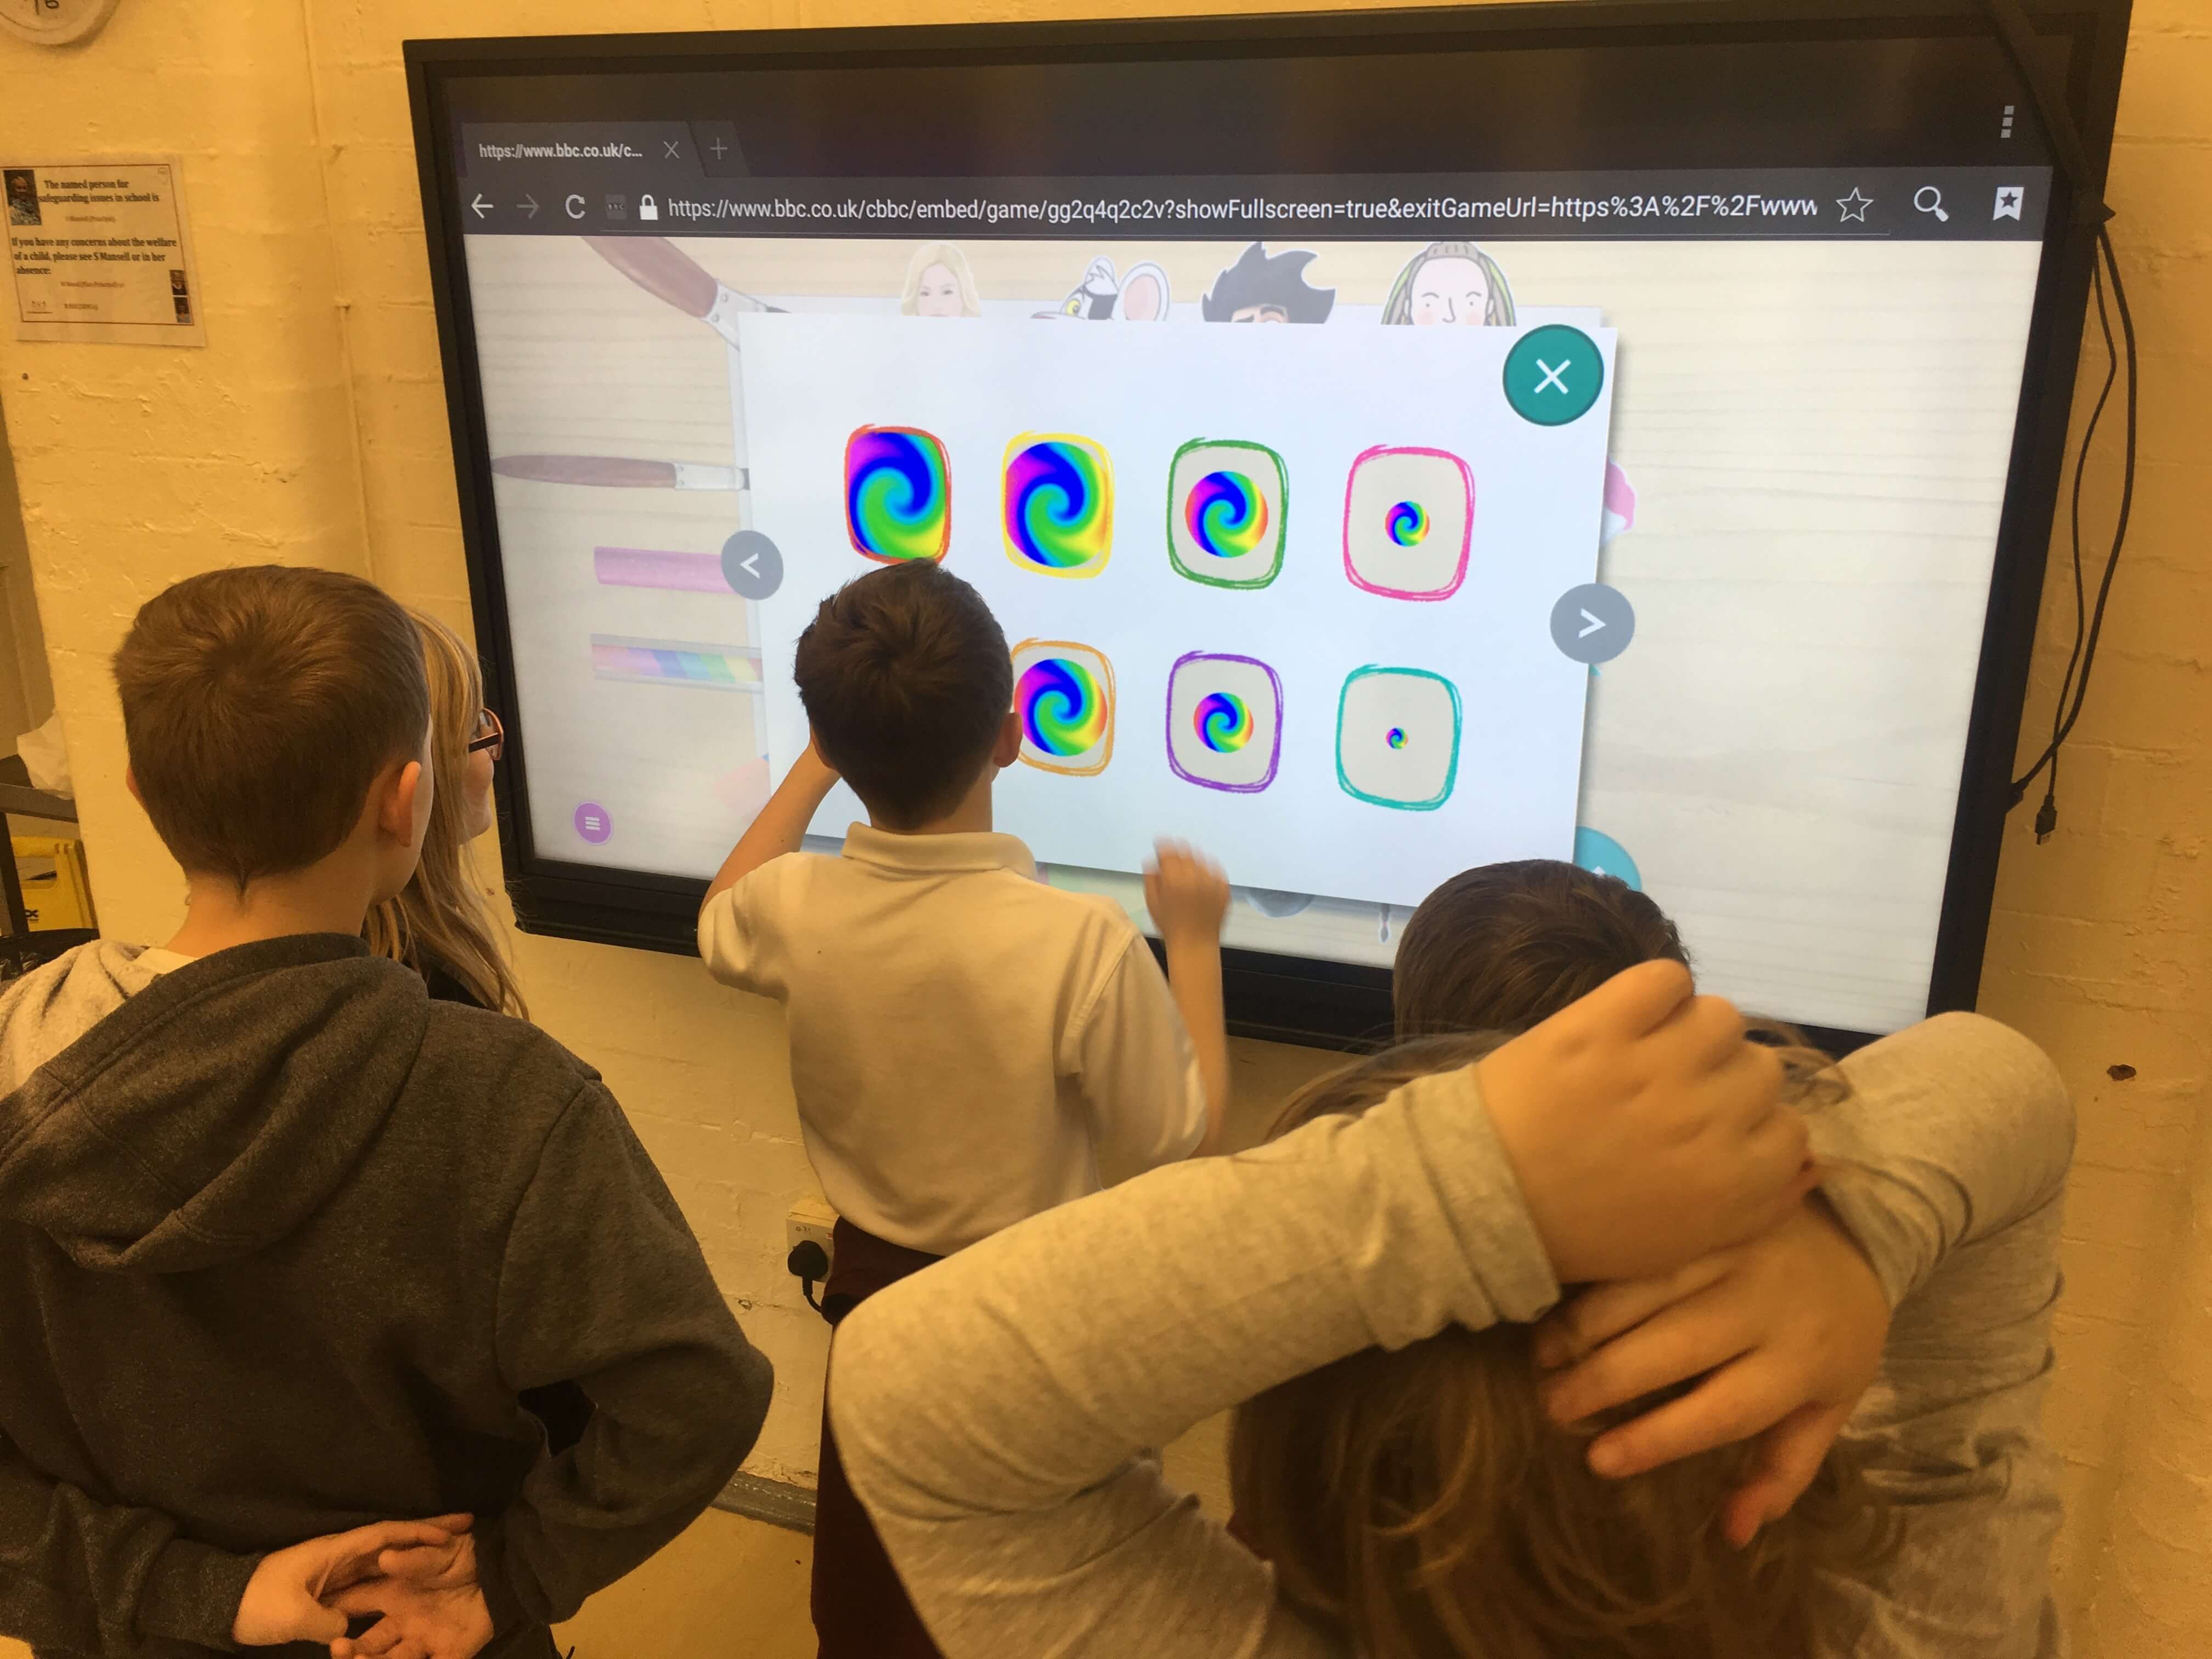 https://www.bbc.co.uk/c...
https://www.bbc.co.uk/cbbc/embed/game/gg2q4q2c2v?showFullscreen=true&exitGameUrl=https%3A%2F%2Fwww
The named person for
safeguarding issues in school is
If you have any concerns about the welfare
of a child, please see S Mansell or in her
absence: